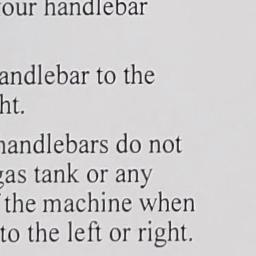 our handlebar
andlebar to the
ht.
handlebars do not
gas tank or any
the machine when
to the left or right.